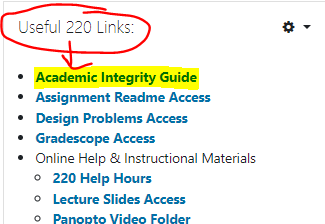 Useful 220 Links:
Academic Integrity Guide
Assignment Readme Access
Design Problems Access
Gradescope Access
Online Help & Instructional Materials
220 Help Hours
Lecture Slides Access
Panopto Video Folder